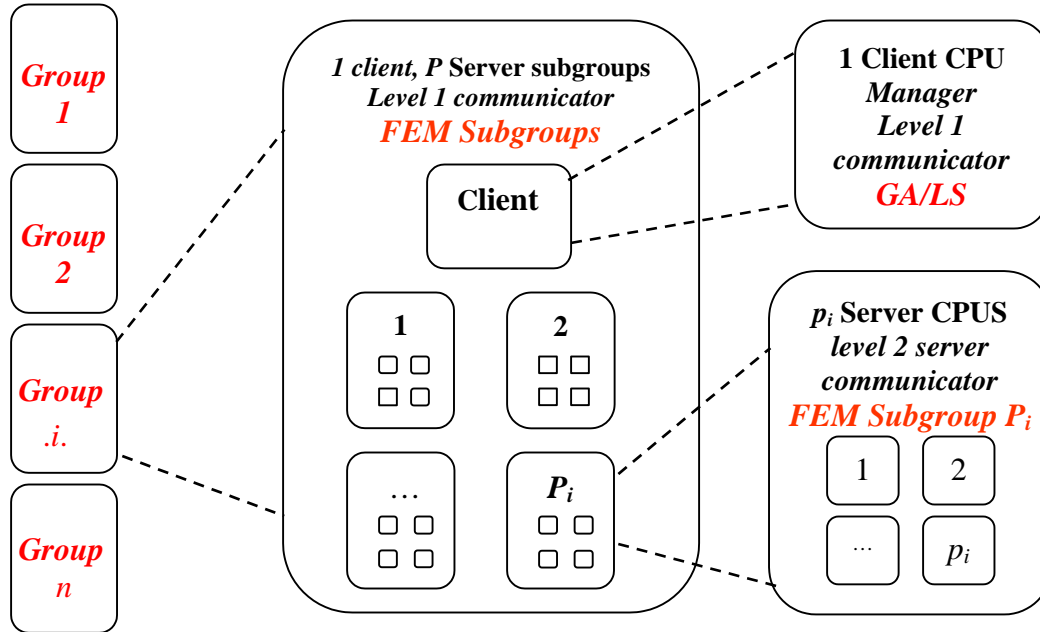 Group
1
Group
2
Group
.i.
Group
n
1 client, P Server subgroups
Level 1 communicator
FEM Subgroups
Client
1
2
…
Pi
1 Client CPU
Manager
Level 1
communicator
GA/LS
pi Server CPUS
level 2 server
communicator
FEM Subgroup Pi
1
2
...
pi